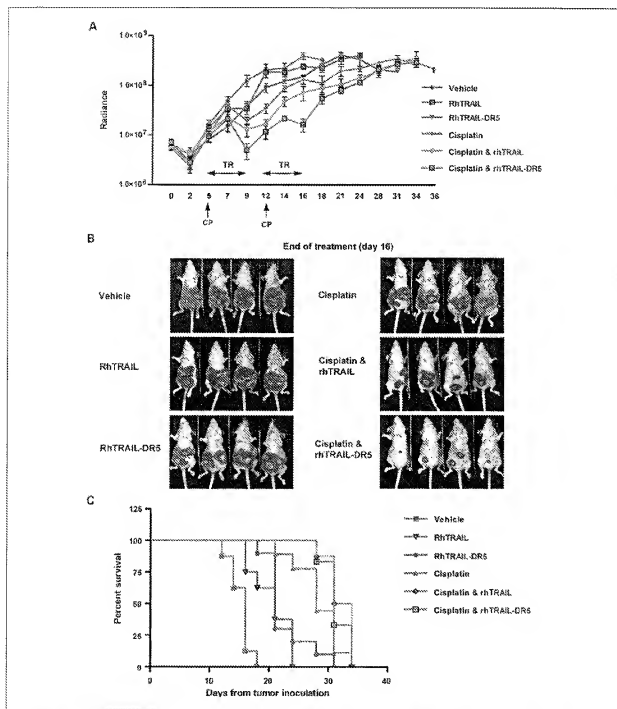 A
1.0×10⁹
1.0×10⁸
1.0×10⁷
1.0×10⁶
Radiance
0 2 5 7 9 12 14 16 18 21 24 28 31 34 36
TR TR
CP CP
Vehicle
RhTRAIL
RhTRAIL-DR5
Cisplatin
Cisplatin & rhTRAIL
Cisplatin & rhTRAIL-DR5
B
End of treatment (day 16)
Vehicle
Cisplatin
RhTRAIL
Cisplatin &
rhTRAIL
RhTRAIL-DR5
Cisplatin &
rhTRAIL-DR5
C
125
100
75
50
25
0
Percent survival
0 10 20 30 40
Days from tumor inoculation
Vehicle
RhTRAIL
RhTRAIL-DR5
Cisplatin
Cisplatin & rhTRAIL
Cisplatin & rhTRAIL-DR5